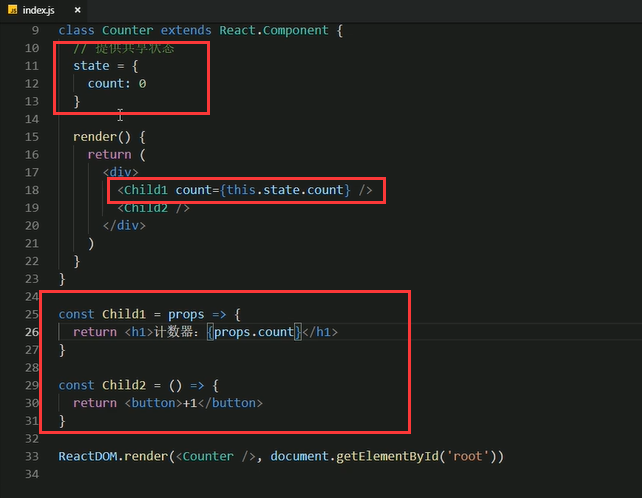 JS index.js ×
9 class Counter extends React.Component {
10 // 提供共享状态
11 state = {
12 count: 0
13 }
14
15 render() {
16 return (
17 <div>
18 <Child1 count={this.state.count} />
19 <Child2 />
20 </div>
21 )
22 }
23 }
24
25 const Child1 = props => {
26 return <h1>计数器：{props.count}</h1>
27 }
28
29 const Child2 = () => {
30 return <button>+1</button>
31 }
32
33 ReactDOM.render(<Counter />, document.getElementById('root'))
34